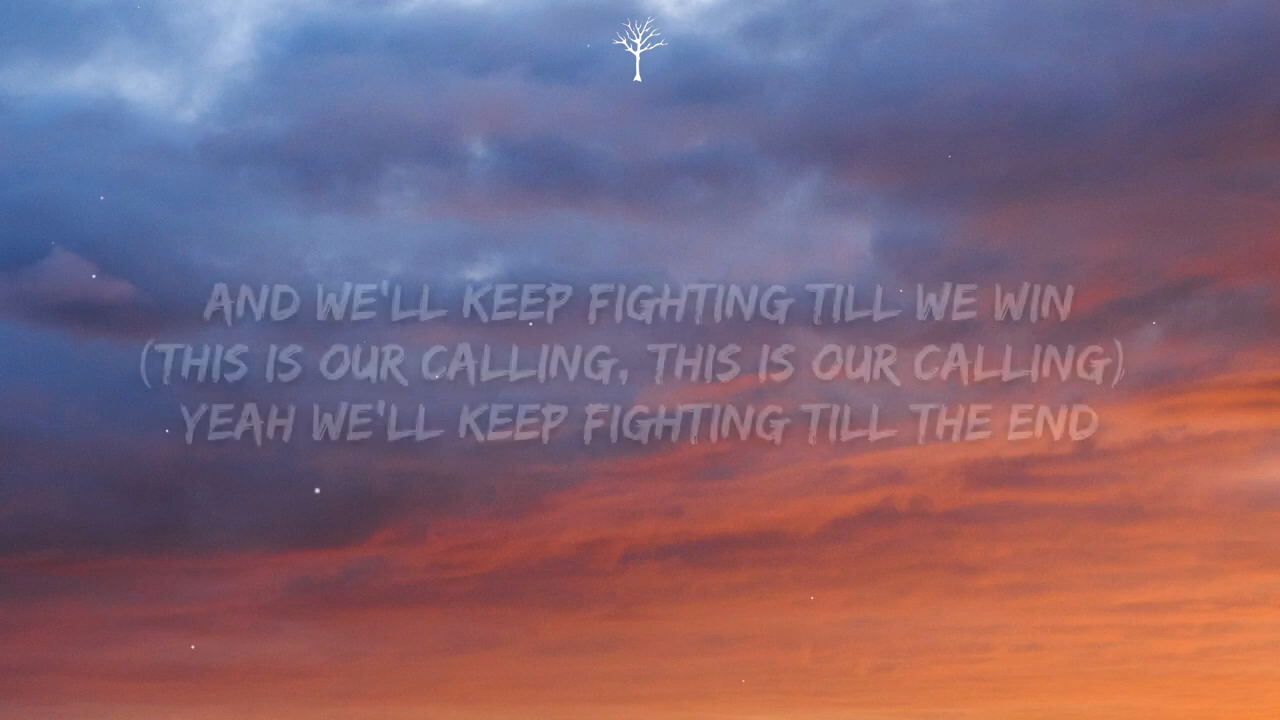 AND WE'LL KEEP FIGHTING TILL WE WIN
(THIS IS OUR CALLING, THIS IS OUR CALLING)
YEAH WE'LL KEEP FIGHTING TILL THE END